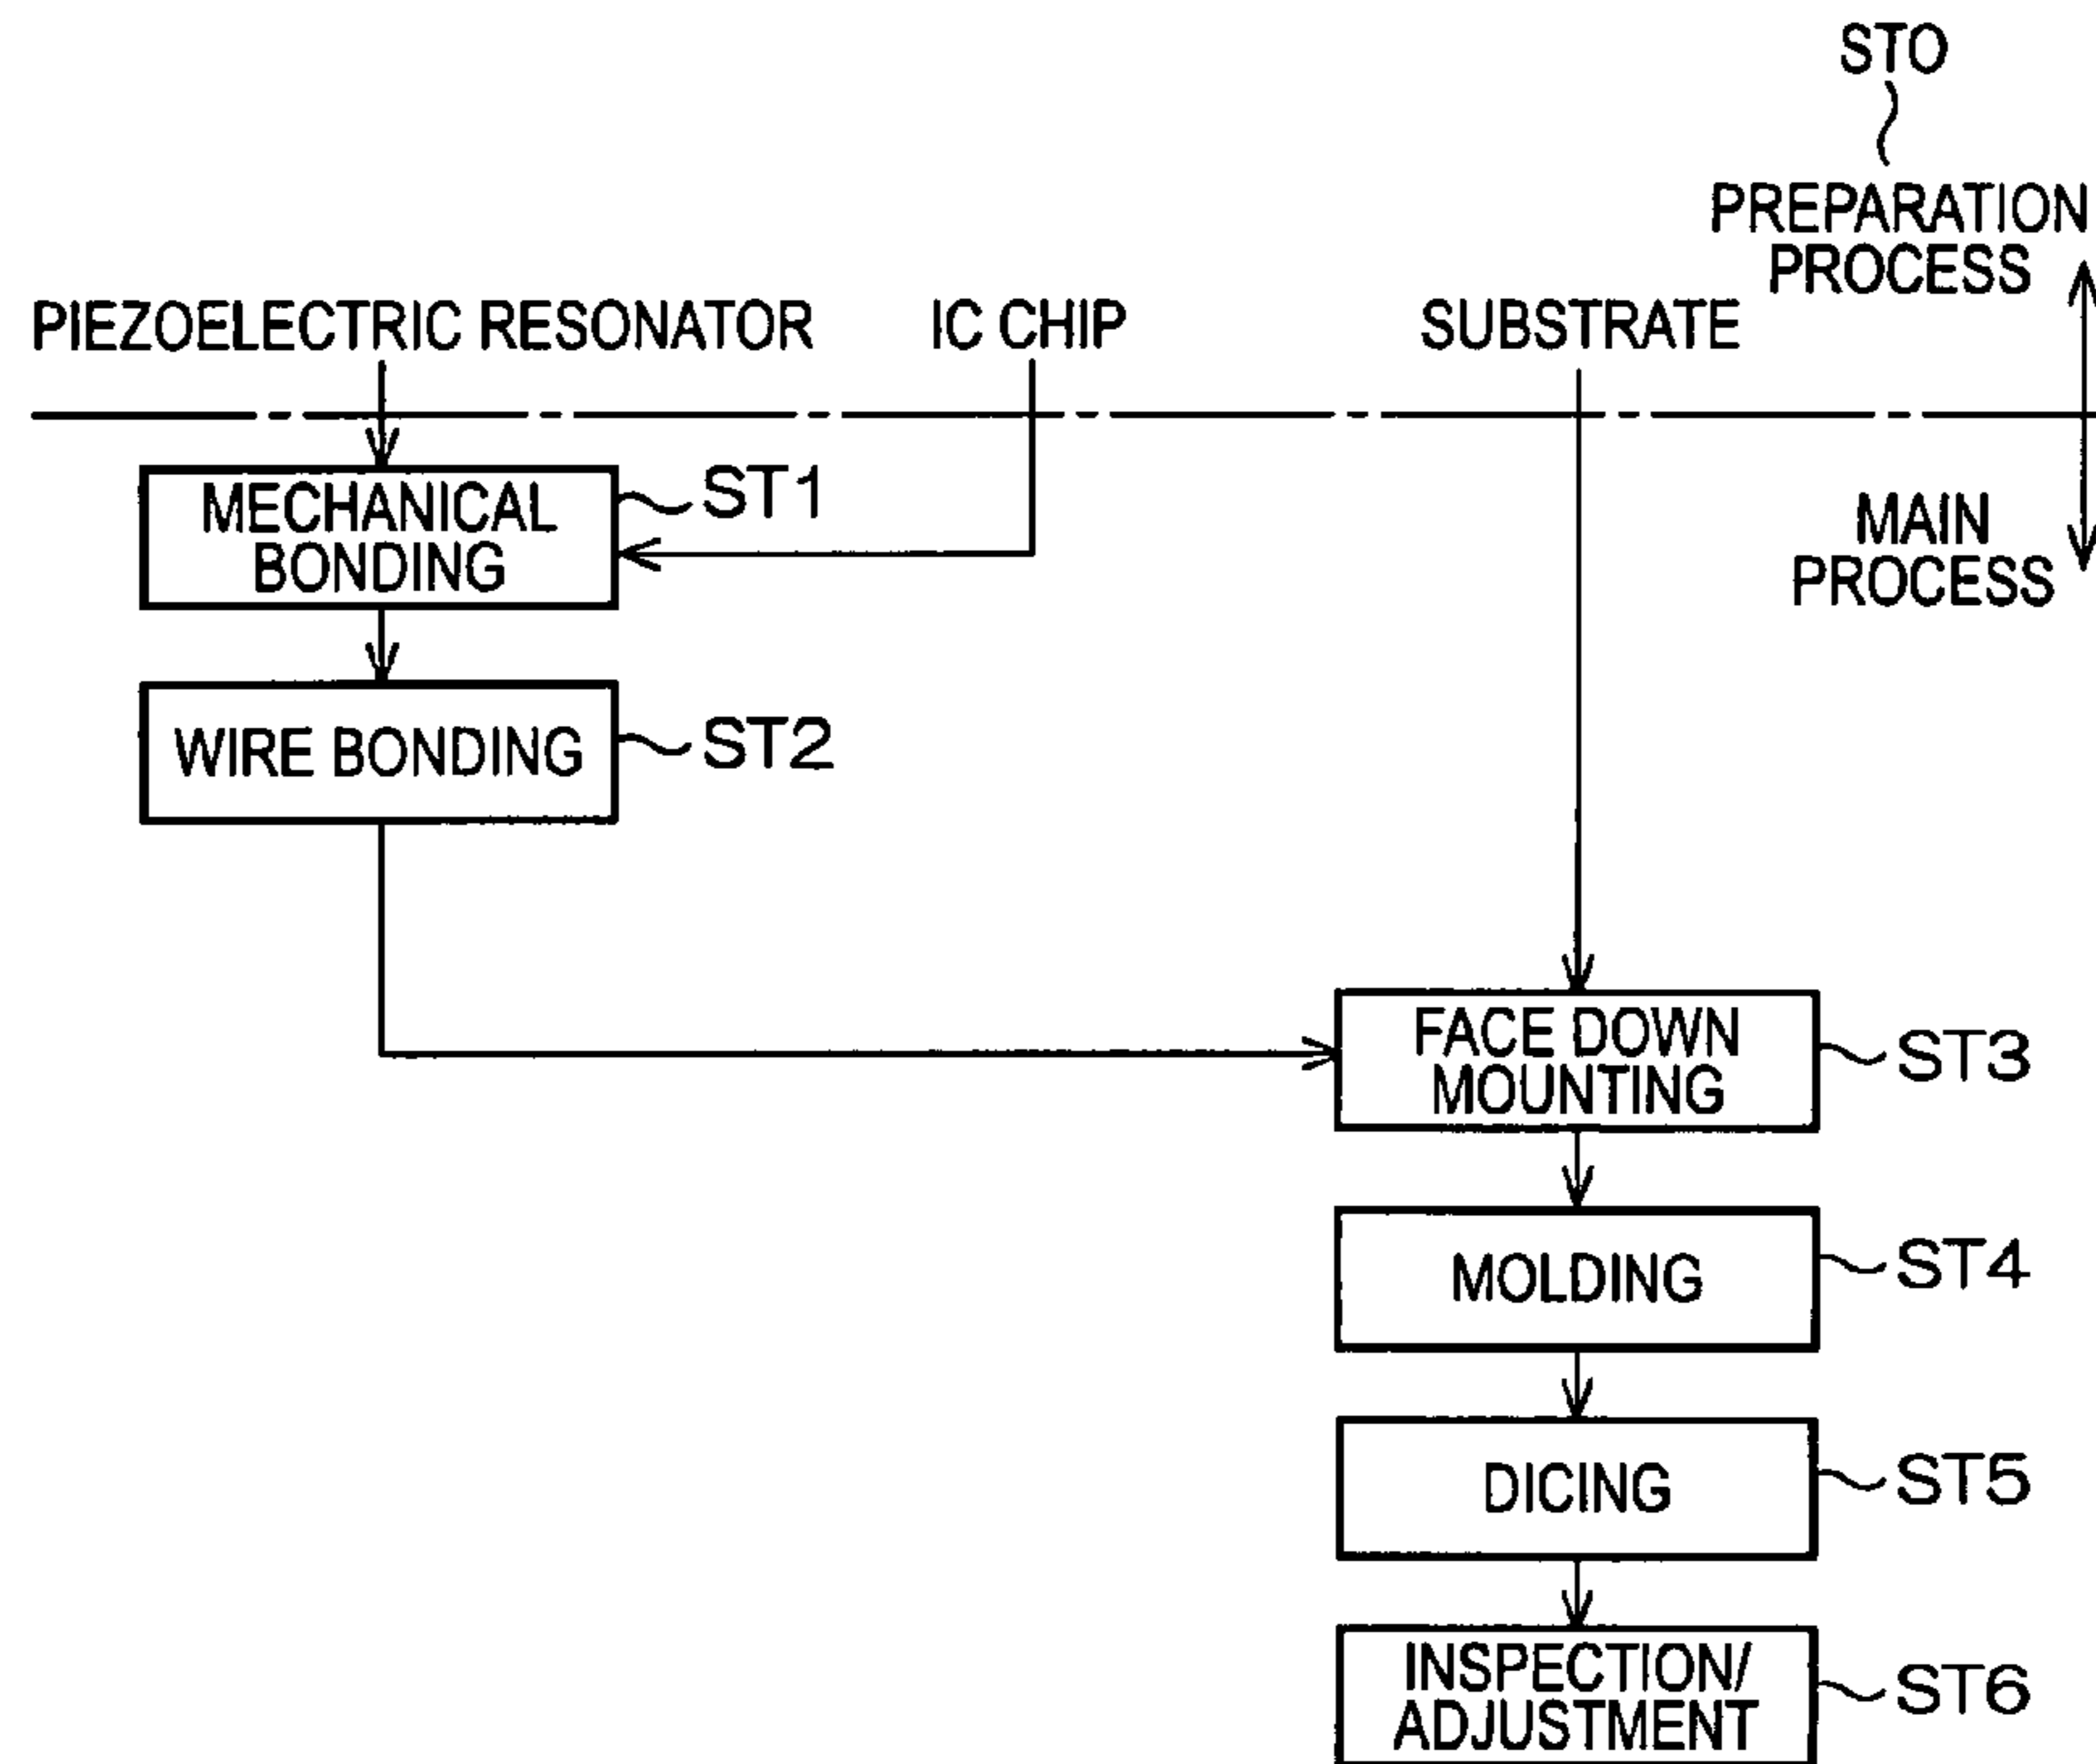 STO
PREPARATION
PROCESS
PIEZOELECTRIC RESONATOR
IC CHIP
SUBSTRATE
MECHANICAL
BONDING
ST1
MAIN
PROCESS
WIRE BONDING
ST2
FACE DOWN
MOUNTING
ST3
MOLDING
ST4
DICING
ST5
INSPECTION/
ADJUSTMENT
ST6